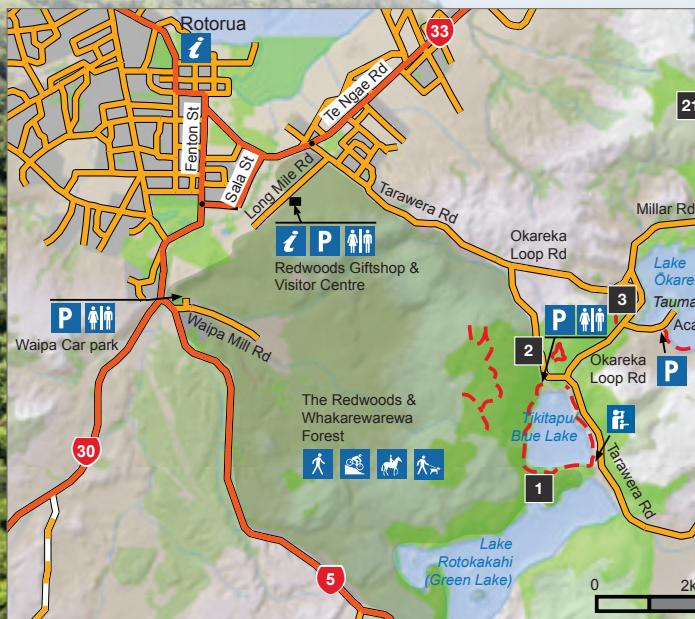 Rotorua
i
33
21
Te Ngae Rd
Fenton St
Sala St
Long Mile Rd
Tarawera Rd
Millar Rd
Okareka
Loop Rd
i P
Redwoods Giftshop &
Visitor Centre
Lake
Ōkare
3
Tauma
Aca
P
Waipa Car park
Waipa Mill Rd
P
2
Okareka
Loop Rd
P
The Redwoods &
Whakarewarewa
Forest
Tikitapu/
Blue Lake
30
1
Tarawera Rd
Lake
Rotokakahi
(Green Lake)
5
0 2k